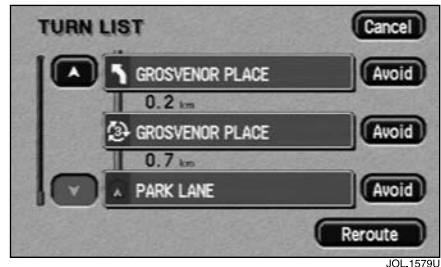 TURN LIST
Cancel
GROSVENOR PLACE
Avoid
0.2 km
3
GROSVENOR PLACE
Avoid
0.7 km
PARK LANE
Avoid
Reroute
JOL.1579U